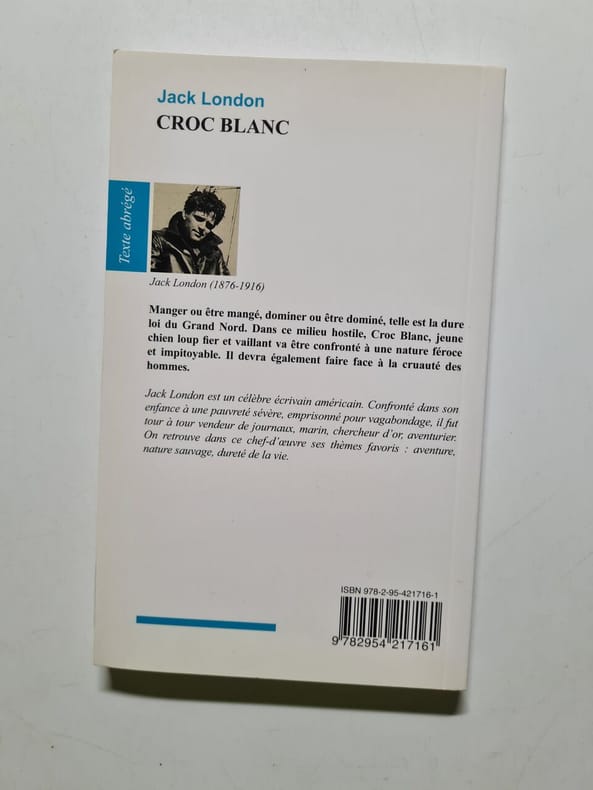 Jack London
CROC BLANC
Texte abrégé
Jack London (1876-1916)
Manger ou être mangé, dominer ou être dominé, telle est la dure
loi du Grand Nord. Dans ce milieu hostile, Croc Blanc, jeune
chien loup fier et vaillant va être confronté à une nature féroce
et impitoyable. Il devra également faire face à la cruauté des
hommes.
Jack London est un célèbre écrivain américain. Confronté dans son
enfance à une pauvreté sévère, emprisonné pour vagabondage, il fut
tour à tour vendeur de journaux, marin, chercheur d'or, aventurier.
On retrouve dans ce chef-d'œuvre ses thèmes favoris : aventure,
nature sauvage, dureté de la vie.
ISBN 978-2-95-421716-1
9 782954 217161